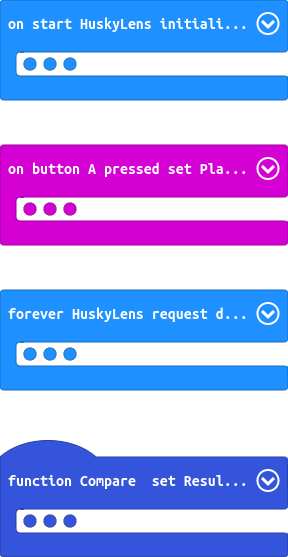 on start HuskyLens initiali...
on button A pressed set Pla...
forever HuskyLens request d...
function Compare set Resul...